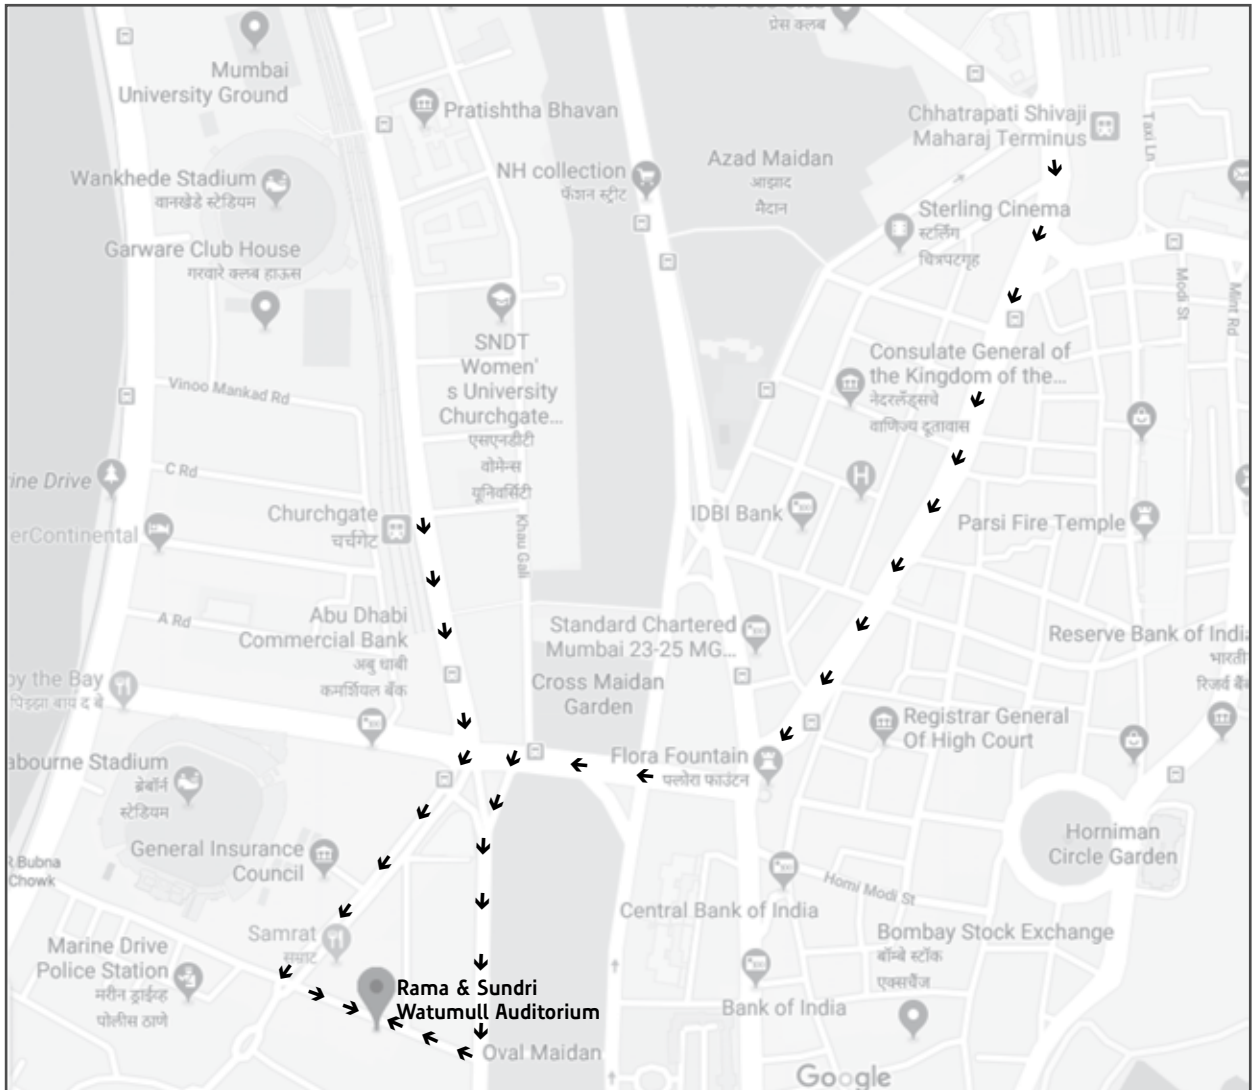 प्रेस क्लब
Mumbai
University Ground
Pratishtha Bhavan
Chhatrapati Shivaji
Maharaj Terminus
Taxi Ln
Azad Maidan
आझाद
मैदान
NH collection
फॅशन स्ट्रीट
Wankhede Stadium
वानखेडे स्टेडियम
Sterling Cinema
स्टर्लिंग
चित्रपटगृह
Garware Club House
गरवारे क्लब हाऊस
Modi St
Mint Rd
SNDT
Women'
s University
Churchgate...
एसएनडीटी
वोमेन्स
यूनिवर्सिटी
Consulate General of
the Kingdom of the...
नेदरलँड्सचे
वाणिज्य दूतावास
Vinoo Mankad Rd
C Rd
ine Drive
H
IDBI Bank
Churchgate
चर्चगेट
Khau Gali
Parsi Fire Temple
erContinental
A Rd
Abu Dhabi
Commercial Bank
अबु धाबी
कमर्शियल बँक
Standard Chartered
Mumbai 23-25 MG...
Reserve Bank of India
भारती
रिजर्व बैं
by the Bay
पिझ्झा बाय द बे
Cross Maidan
Garden
Registrar General
Of High Court
Flora Fountain
फ्लोरा फाउंटन
abourne Stadium
ब्रेबॉर्न
स्टेडियम
Horniman
Circle Garden
General Insurance
Council
R Bubna
Chowk
Homi Modi St
Central Bank of India
Samrat
सम्राट
Bombay Stock Exchange
बॉम्बे स्टॉक
एक्सचेंज
Marine Drive
Police Station
मरीन ड्राईव्ह
पोलीस ठाणे
Rama & Sundri
Watumull Auditorium
Bank of India
Oval Maidan
Google